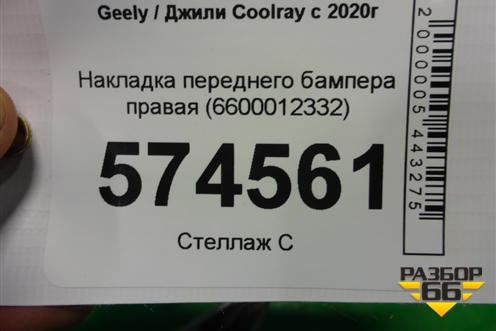 Geely / Джили Coolray с 2020г
Накладка переднего бампера
правая (6600012332)
574561
Стеллаж С
2000005443275
РАЗБОР
66